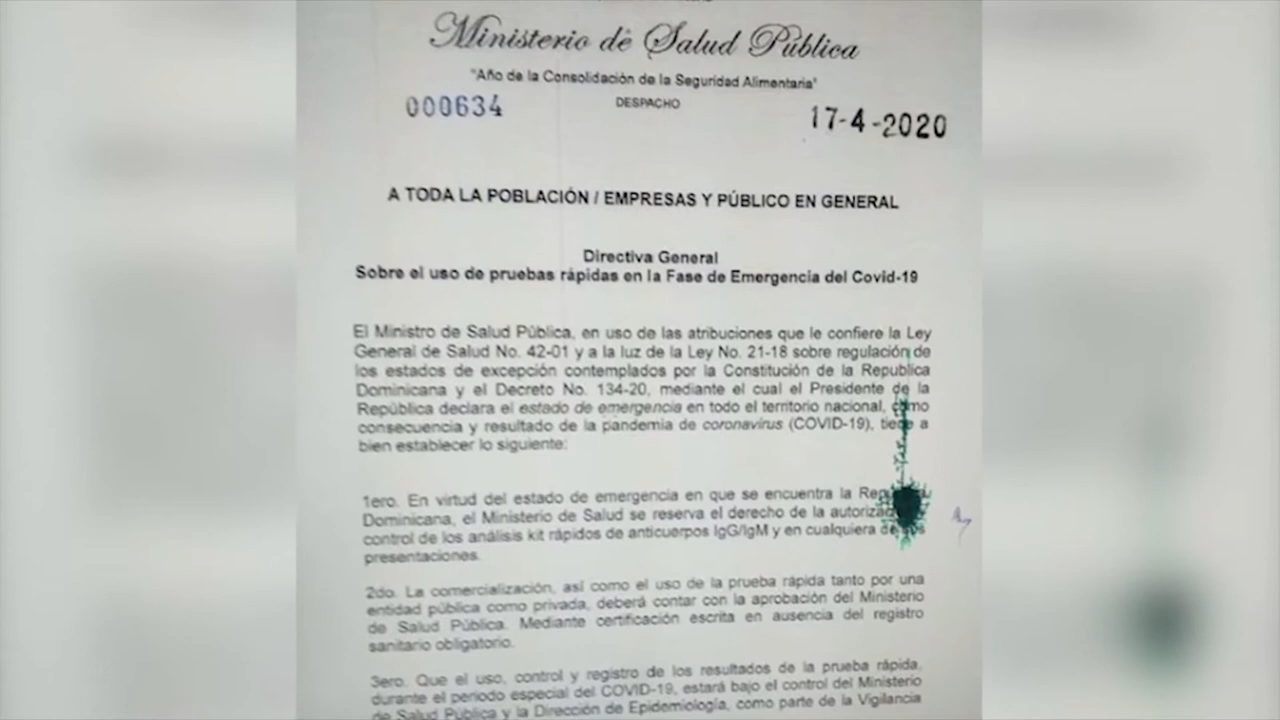 Ministerio de Salud Pública
"Año de la Consolidación de la Seguridad Alimentaria"
DESPACHO
000634
17-4-2020
A TODA LA POBLACIÓN / EMPRESAS Y PÚBLICO EN GENERAL
Directiva General
Sobre el uso de pruebas rápidas en la Fase de Emergencia del Covid-19
El Ministro de Salud Pública, en uso de las atribuciones que le confiere la Ley
General de Salud No. 42-01 y a la luz de la Ley No. 21-18 sobre regulación de
los estados de excepción contemplados por la Constitución de la Republica
Dominicana y el Decreto No. 134-20, mediante el cual el Presidente de la
República declara el estado de emergencia en todo el territorio nacional, como
consecuencia y resultado de la pandemia de coronavirus (COVID-19), tiene a
bien establecer lo siguiente:
1ero. En virtud del estado de emergencia en que se encuentra la
Dominicana, el Ministerio de Salud se reserva el derecho de la
control de los análisis kit rápidos de anticuerpos IgG/IgM y en cualquiera de
presentaciones.
2do. La comercialización, así como el uso de la prueba rápida tanto por una
entidad pública como privada, deberá contar con la aprobación del Ministerio
de Salud Pública. Mediante certificación escrita en ausencia del registro
sanitario obligatorio.
3ero. Que el uso, control y registro de los resultados de la prueba rápida,
durante el periodo especial del COVID-19, estará bajo el control del Ministerio
de Salud Pública y la Dirección de Epidemiología, como parte de la Vigilancia